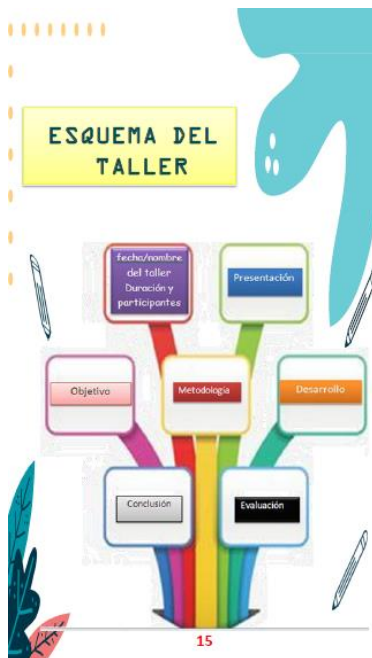 ESQUEMA DEL
TALLER
fecha/nombre
del taller
Duración y
participantes
Presentación
Objetivo
Metodología
Desarrollo
Conclusión
Evaluación
15